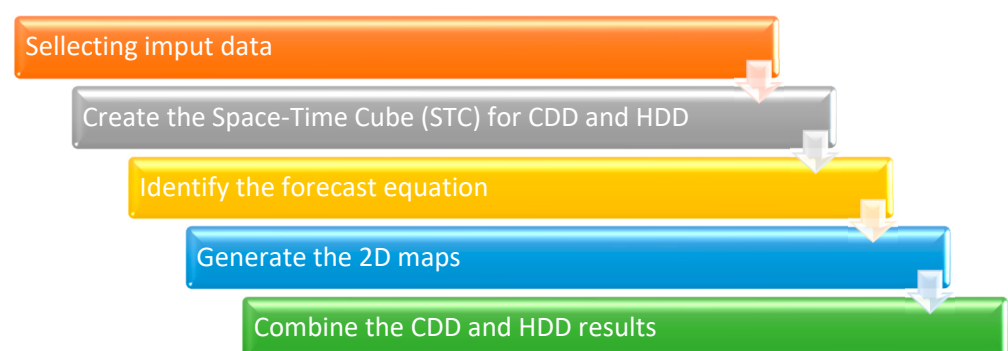 Sellecting imput data
Create the Space-Time Cube (STC) for CDD and HDD
Identify the forecast equation
Generate the 2D maps
Combine the CDD and HDD results